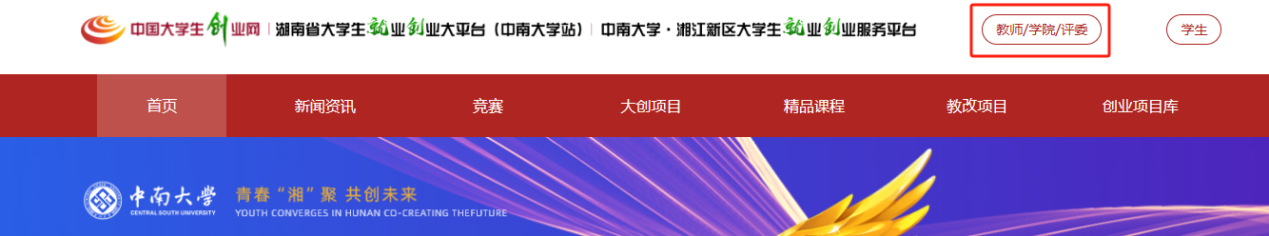 中国大学生创业网 | 湖南省大学生就业创业大平台（中南大学站） | 中南大学·湘江新区大学生就业创业服务平台 教师/学院/评委 学生
首页 新闻资讯 竞赛 大创项目 精品课程 教改项目 创业项目库
中南大学 青春“湘”聚 共创未来
CENTRAL SOUTH UNIVERSITY YOUTH CONVERGES IN HUNAN CO-CREATING THEFUTURE